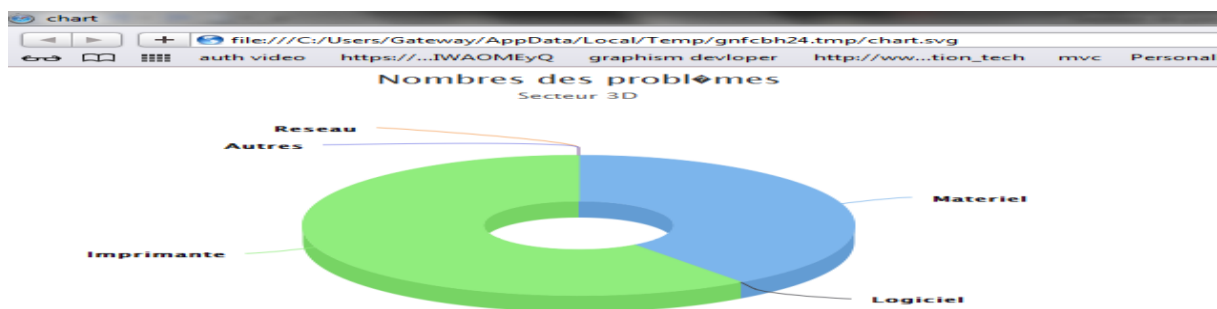 chart
file:///C:/Users/Gateway/AppData/Local/Temp/gnfcbh24.tmp/chart.svg
auth video https://...IWAOMEyQ graphism devloper http://ww...tion_tech mvc Personal
Nombres des probl�mes
Secteur 3D
Reseau
Autres
Materiel
Imprimante
Logiciel